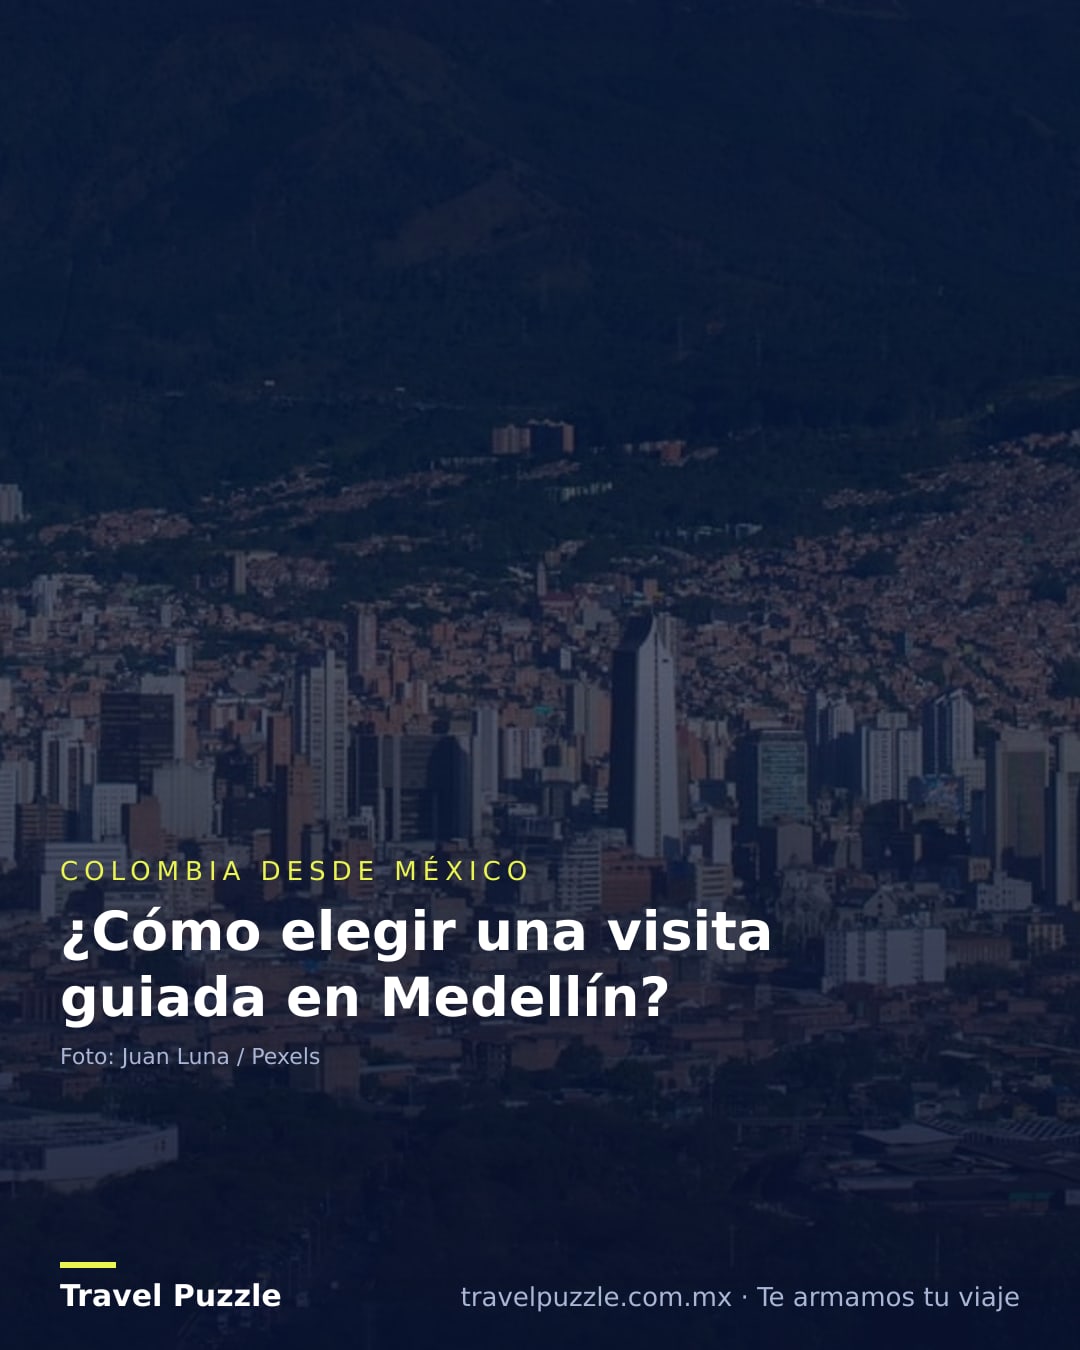 COLOMBIA DESDE MÉXICO
¿Cómo elegir una visita
guiada en Medellín?
Foto: Juan Luna / Pexels
Travel Puzzle
travelpuzzle.com.mx · Te armamos tu viaje